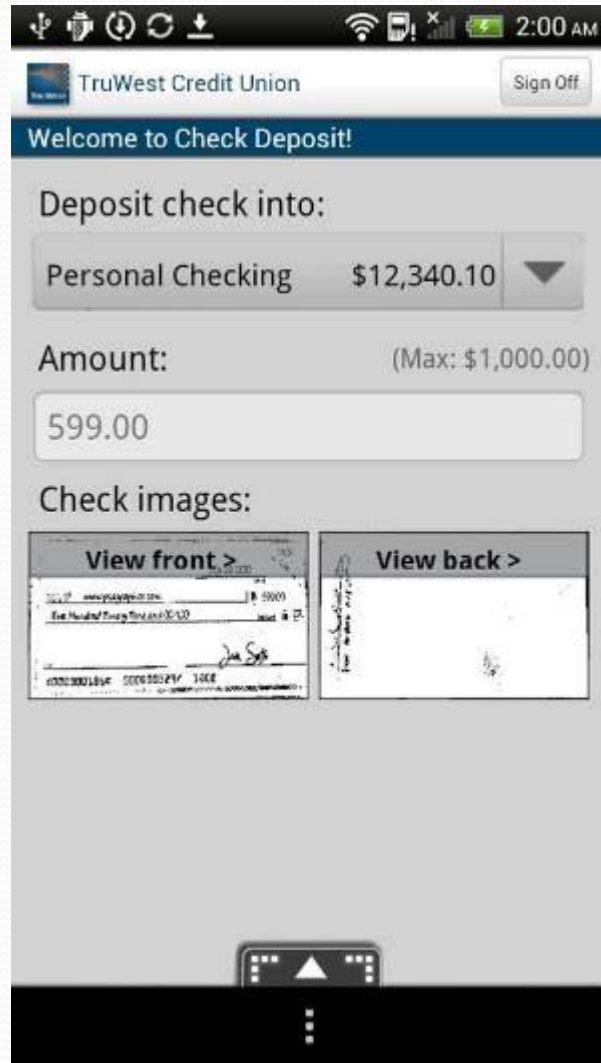 2:00 AM
TruWest Credit Union
Sign Off
Welcome to Check Deposit!
Deposit check into:
Personal Checking $12,340.10
Amount: (Max: $1,000.00)
599.00
Check images:
View front > View back >